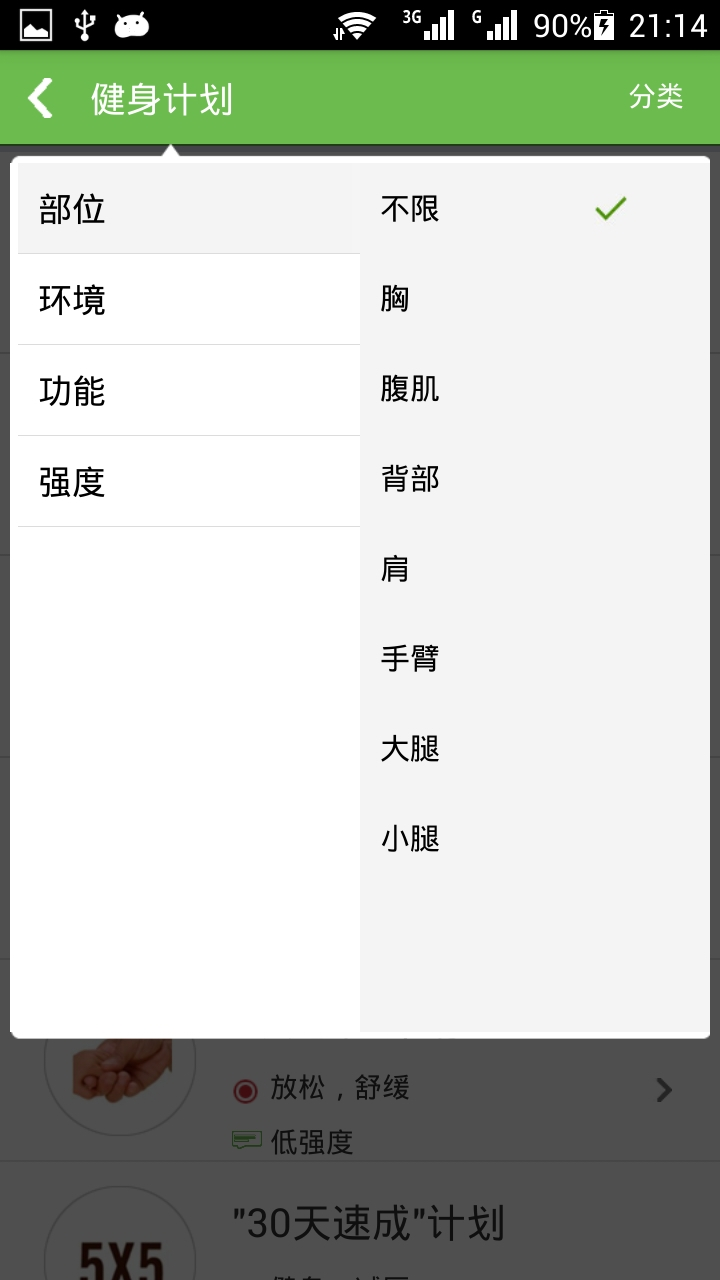 3G G 90% 21:14
健身计划 分类
部位
环境
功能
强度
不限
胸
腹肌
背部
肩
手臂
大腿
小腿
放松，舒缓
低强度
"30天速成"计划
5X5